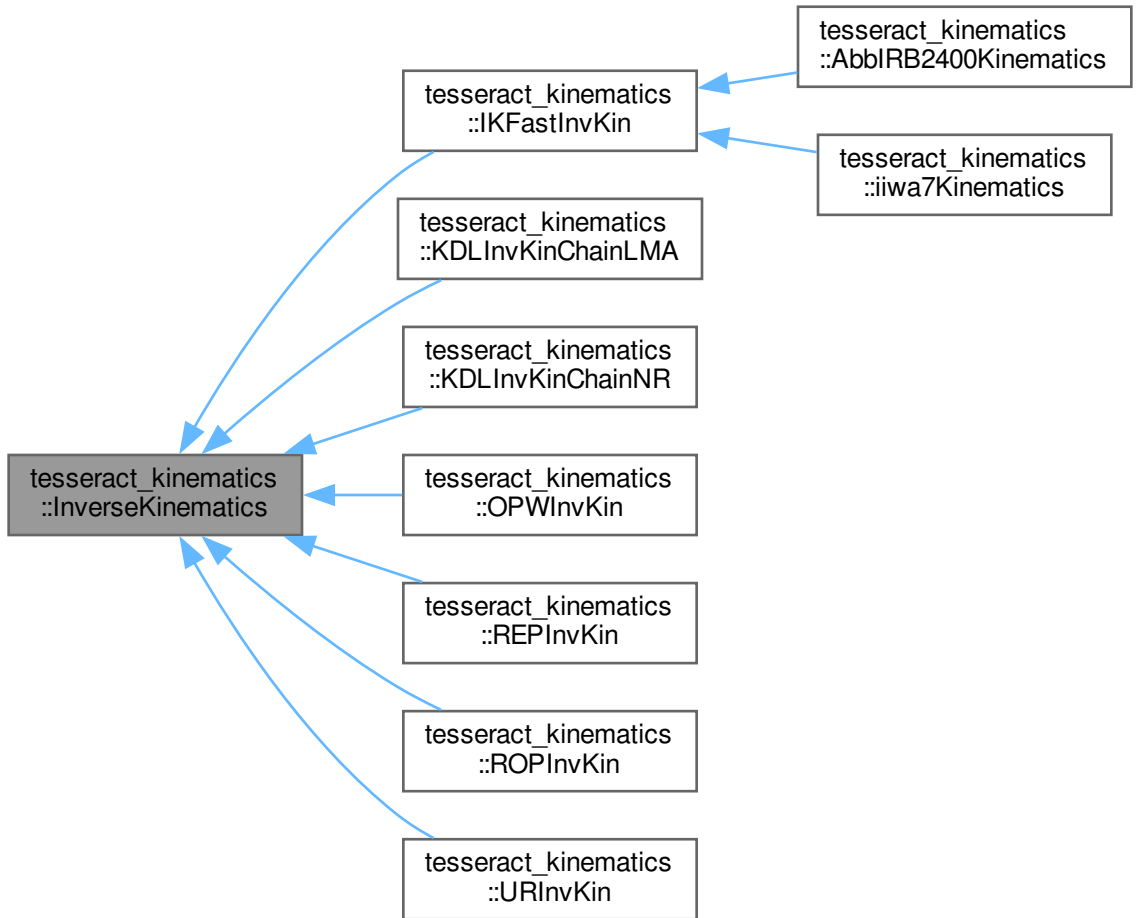 tesseract_kinematics
::AbbIRB2400Kinematics
tesseract_kinematics
::IKFastInvKin
tesseract_kinematics
::iiwa7Kinematics
tesseract_kinematics
::KDLInvKinChainLMA
tesseract_kinematics
::KDLInvKinChainNR
tesseract_kinematics
::InverseKinematics
tesseract_kinematics
::OPWInvKin
tesseract_kinematics
::REPInvKin
tesseract_kinematics
::ROPInvKin
tesseract_kinematics
::URInvKin